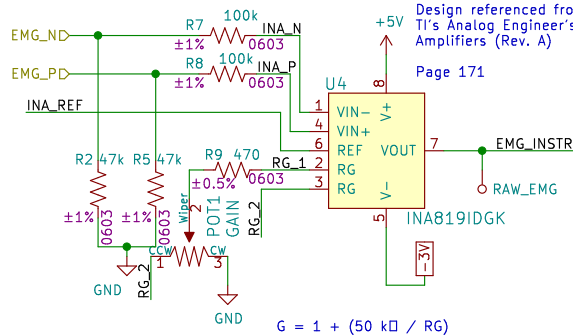 Design referenced fro
TI's Analog Engineer's
Amplifiers (Rev. A)
Page 171
R7
100k
EMG_N
±1%
0603
INA_N
+5V
R8
100k
EMG_P
±1%
0603
INA_P
U4
8
V+
INA_REF
1
VIN-
4
VIN+
6
REF
VOUT
7
EMG_INSTR
2
RG
3
RG
V-
5
INA819IDGK
RAW_EMG
R2
47k
±1%
0603
R5
47k
±1%
0603
R9
470
±0.5%
0603
RG_1
RG_2
Wiper
2
POT1
GAIN
CCW
1
CW
3
RG_2
GND
GND
-3V
G = 1 + (50 k□ / RG)